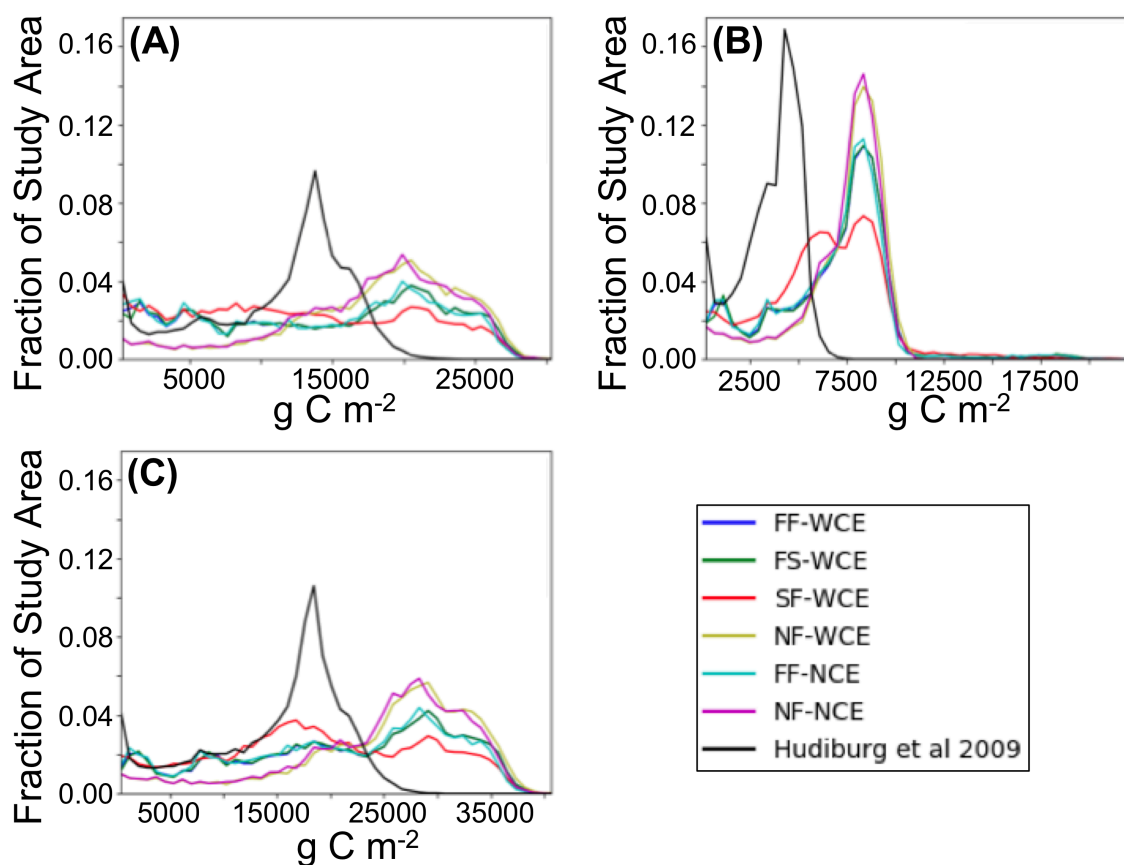 (A)
Fraction of Study Area
0.16
0.12
0.08
0.04
0.00
5000 15000 25000
g C m-2
(B)
Fraction of Study Area
0.16
0.12
0.08
0.04
0.00
2500 7500 12500 17500
g C m-2
(C)
Fraction of Study Area
0.16
0.12
0.08
0.04
0.00
5000 15000 25000 35000
g C m-2
FF-WCE
FS-WCE
SF-WCE
NF-WCE
FF-NCE
NF-NCE
Hudiburg et al 2009